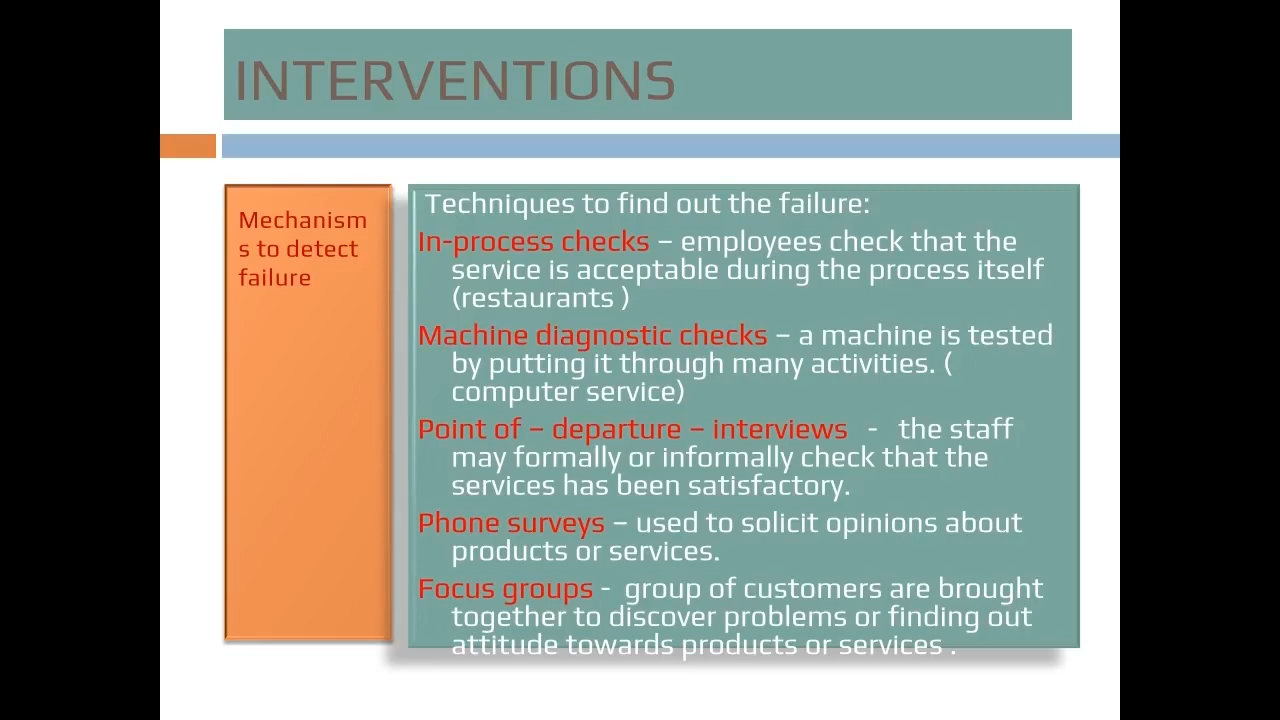 INTERVENTIONS
Mechanism
s to detect
failure
Techniques to find out the failure:
In-process checks – employees check that the
service is acceptable during the process itself
(restaurants )
Machine diagnostic checks – a machine is tested
by putting it through many activities. (
computer service)
Point of – departure – interviews - the staff
may formally or informally check that the
services has been satisfactory.
Phone surveys – used to solicit opinions about
products or services.
Focus groups - group of customers are brought
together to discover problems or finding out
attitude towards products or services .